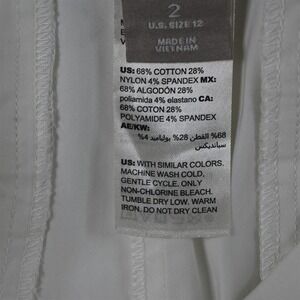 2
U.S. SIZE 12
MADE IN
VIETNAM
US: 68% COTTON 28%
NYLON 4% SPANDEX MX:
68% ALGODÓN 28%
poliamida 4% elastano CA:
68% COTON 28%
POLYAMIDE 4% SPANDEX
AE/KW:
68% القطن 28% بولياميد 4%
سباندیکس
US: WITH SIMILAR COLORS.
MACHINE WASH COLD,
GENTLE CYCLE. ONLY
NON-CHLORINE BLEACH.
TUMBLE DRY LOW. WARM
IRON, DO NOT DRY CLEAN